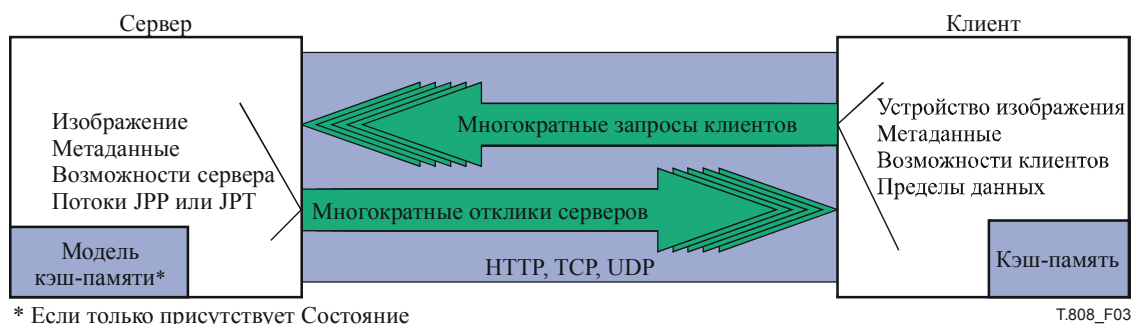 Сервер
Клиент
Изображение
Метаданные
Возможности сервера
Потоки JPP или JPT
Модель
кэш-памяти*
Многократные запросы клиентов
Многократные отклики серверов
HTTP, TCP, UDP
Устройство изображения
Метаданные
Возможности клиентов
Пределы данных
Кэш-память
* Если только присутствует Состояние
T.808_F03